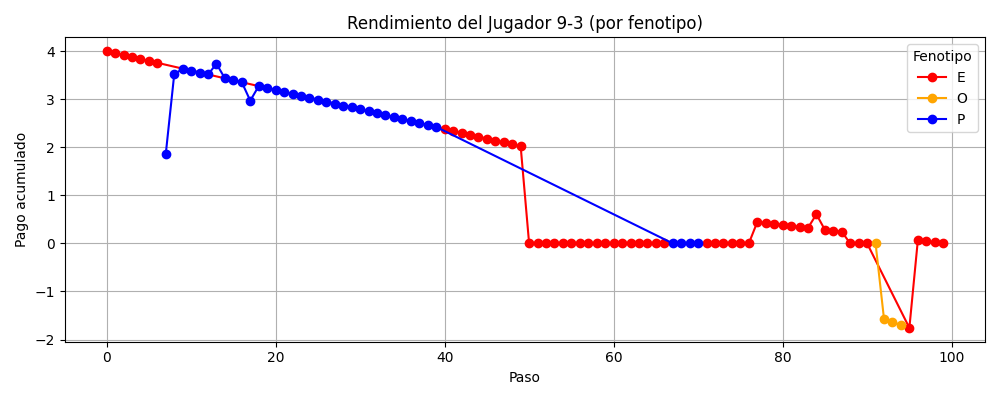 Rendimiento del Jugador 9-3 (por fenotipo)
Pago acumulado
4
3
2
1
0
−1
−2
Fenotipo
E
O
P
0 20 40 60 80 100
Paso